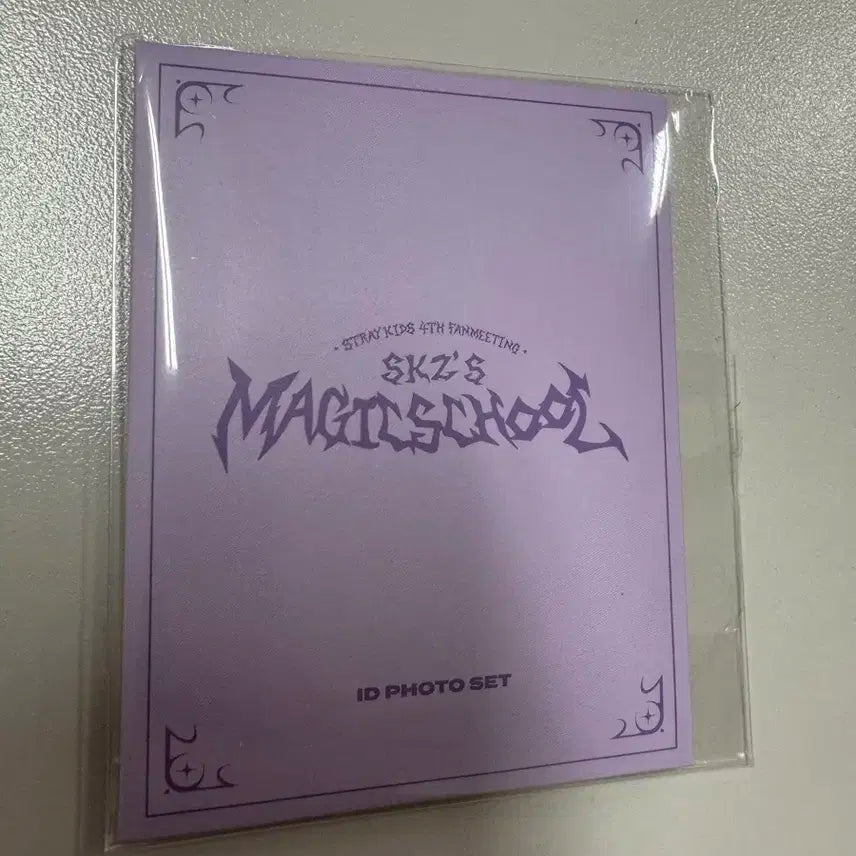 • STRAY KIDS 4TH FANMEETING •
SKZ'S
MAGIC SCHOOL
ID PHOTO SET